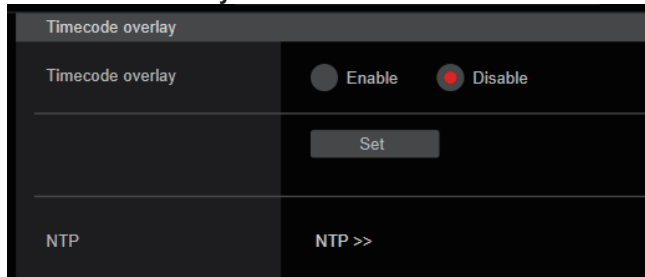 Timecode overlay
Timecode overlay Enable Disable
Set
NTP NTP >>